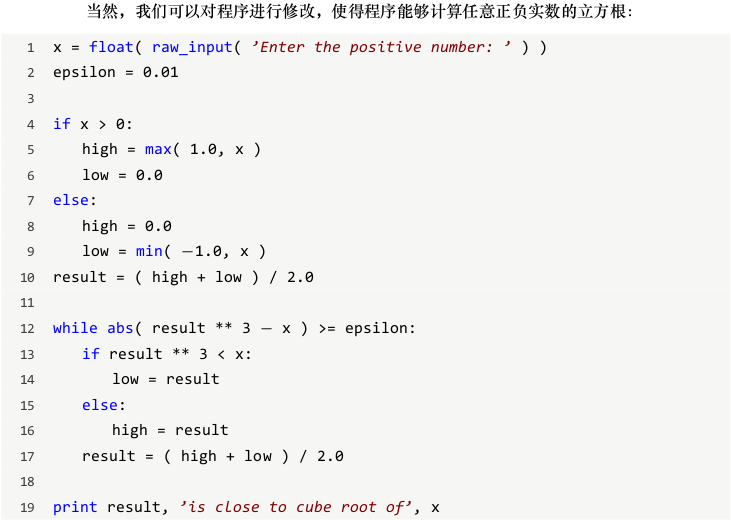 当然，我们可以对程序进行修改，使得程序能够计算任意正负实数的立方根：
1 x = float( raw_input( ’Enter the positive number: ’ ) )
2 epsilon = 0.01
3
4 if x > 0:
5     high = max( 1.0, x )
6     low = 0.0
7 else:
8     high = 0.0
9     low = min( −1.0, x )
10 result = ( high + low ) / 2.0
11
12 while abs( result ** 3 − x ) >= epsilon:
13     if result ** 3 < x:
14         low = result
15     else:
16         high = result
17     result = ( high + low ) / 2.0
18
19 print result, ’is close to cube root of’, x